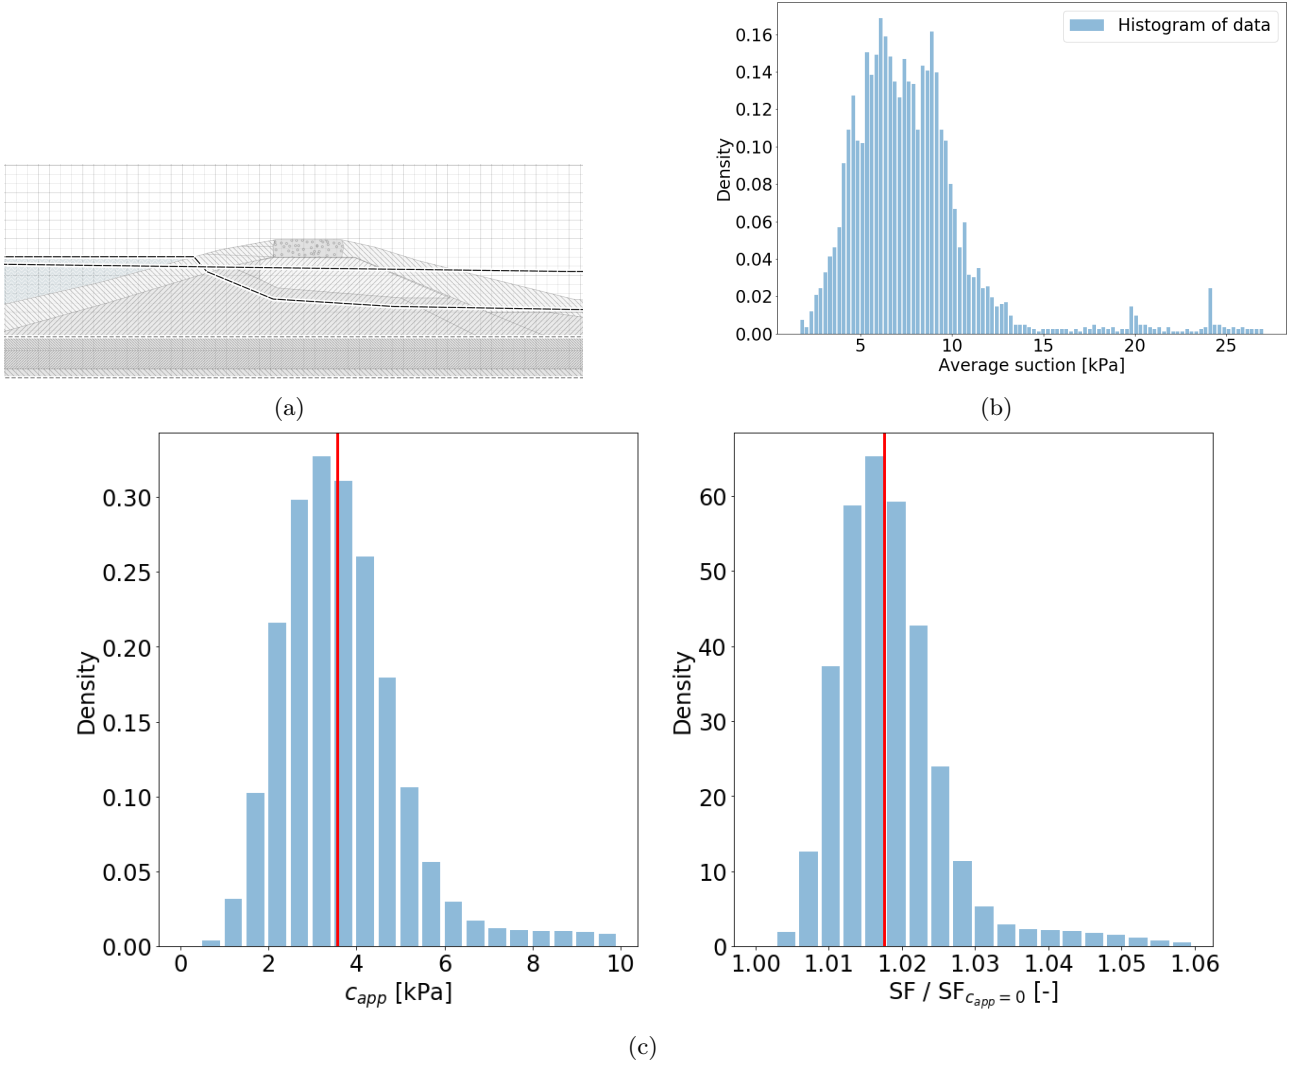 Histogram of data
Density
0.16
0.14
0.12
0.10
0.08
0.06
0.04
0.02
0.00
5 10 15 20 25
Average suction [kPa]
(a)
(b)
Density
0.30
0.25
0.20
0.15
0.10
0.05
0.00
0 2 4 6 8 10
c_app [kPa]
Density
60
50
40
30
20
10
0
1.00 1.01 1.02 1.03 1.04 1.05 1.06
SF / SF_{c_app=0} [-]
(c)